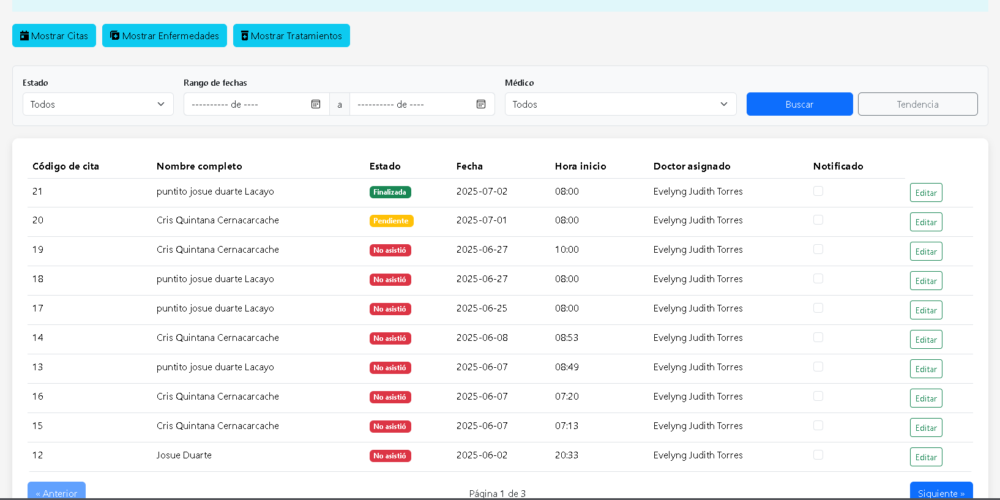 Mostrar Citas Mostrar Enfermedades Mostrar Tratamientos
Estado Rango de fechas Médico
Todos ---------- de ---- a ---------- de ---- Todos Buscar Tendencia
Código de cita Nombre completo Estado Fecha Hora inicio Doctor asignado Notificado
21 puntito josue duarte Lacayo Finalizada 2025-07-02 08:00 Evelyng Judith Torres Editar
20 Cris Quintana Cernacarcache Pendiente 2025-07-01 08:00 Evelyng Judith Torres Editar
19 Cris Quintana Cernacarcache No asistió 2025-06-27 10:00 Evelyng Judith Torres Editar
18 puntito josue duarte Lacayo No asistió 2025-06-27 08:00 Evelyng Judith Torres Editar
17 puntito josue duarte Lacayo No asistió 2025-06-25 08:00 Evelyng Judith Torres Editar
14 Cris Quintana Cernacarcache No asistió 2025-06-08 08:53 Evelyng Judith Torres Editar
13 puntito josue duarte Lacayo No asistió 2025-06-07 08:49 Evelyng Judith Torres Editar
16 Cris Quintana Cernacarcache No asistió 2025-06-07 07:20 Evelyng Judith Torres Editar
15 Cris Quintana Cernacarcache No asistió 2025-06-07 07:13 Evelyng Judith Torres Editar
12 Josue Duarte No asistió 2025-06-02 20:33 Evelyng Judith Torres Editar
« Anterior Página 1 de 3 Siguiente »